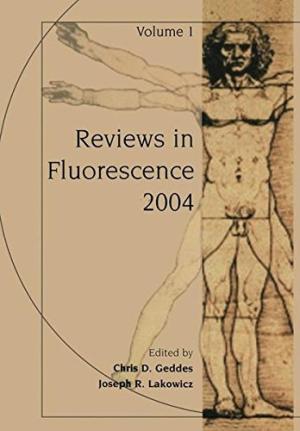 Volume 1
Reviews in
Fluorescence
2004
Edited by
Chris D. Geddes
Joseph R. Lakowicz